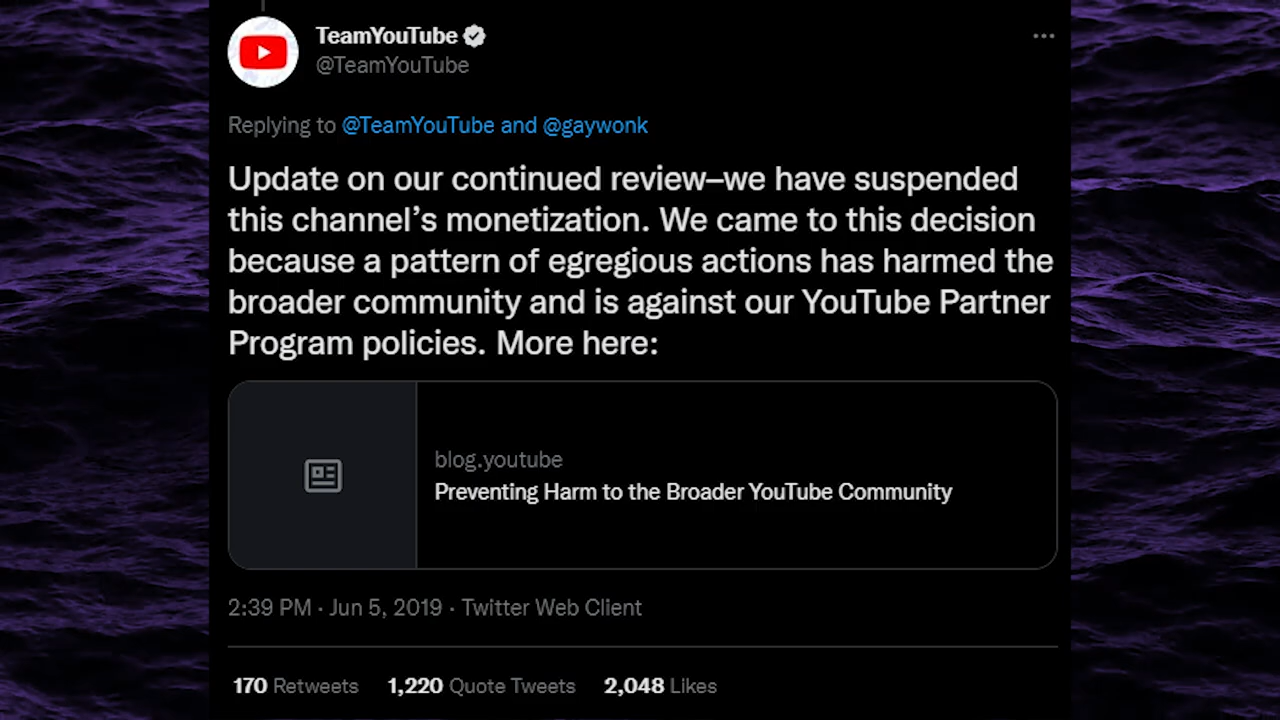 TeamYouTube
@TeamYouTube
Replying to @TeamYouTube and @gaywonk
Update on our continued review–we have suspended
this channel’s monetization. We came to this decision
because a pattern of egregious actions has harmed the
broader community and is against our YouTube Partner
Program policies. More here:
blog.youtube
Preventing Harm to the Broader YouTube Community
2:39 PM · Jun 5, 2019 · Twitter Web Client
170 Retweets 1,220 Quote Tweets 2,048 Likes